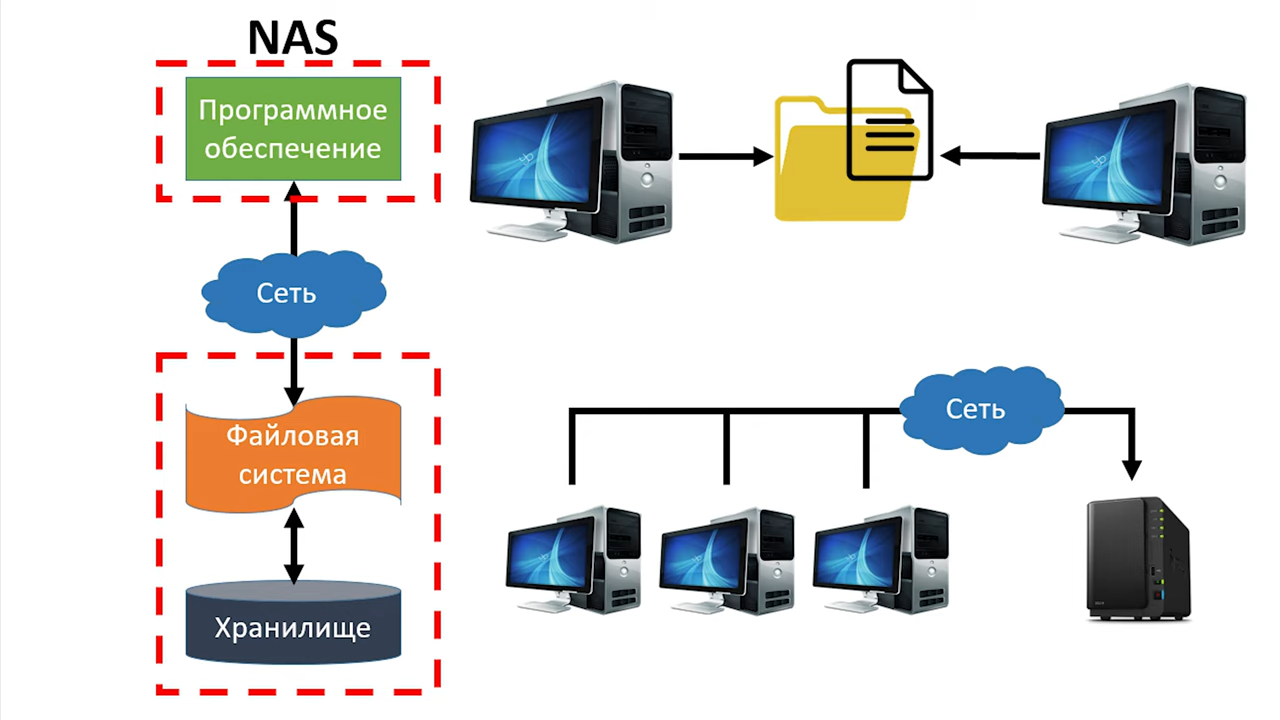 NAS
Программное
обеспечение
Сеть
Файловая
система
Хранилище
Сеть